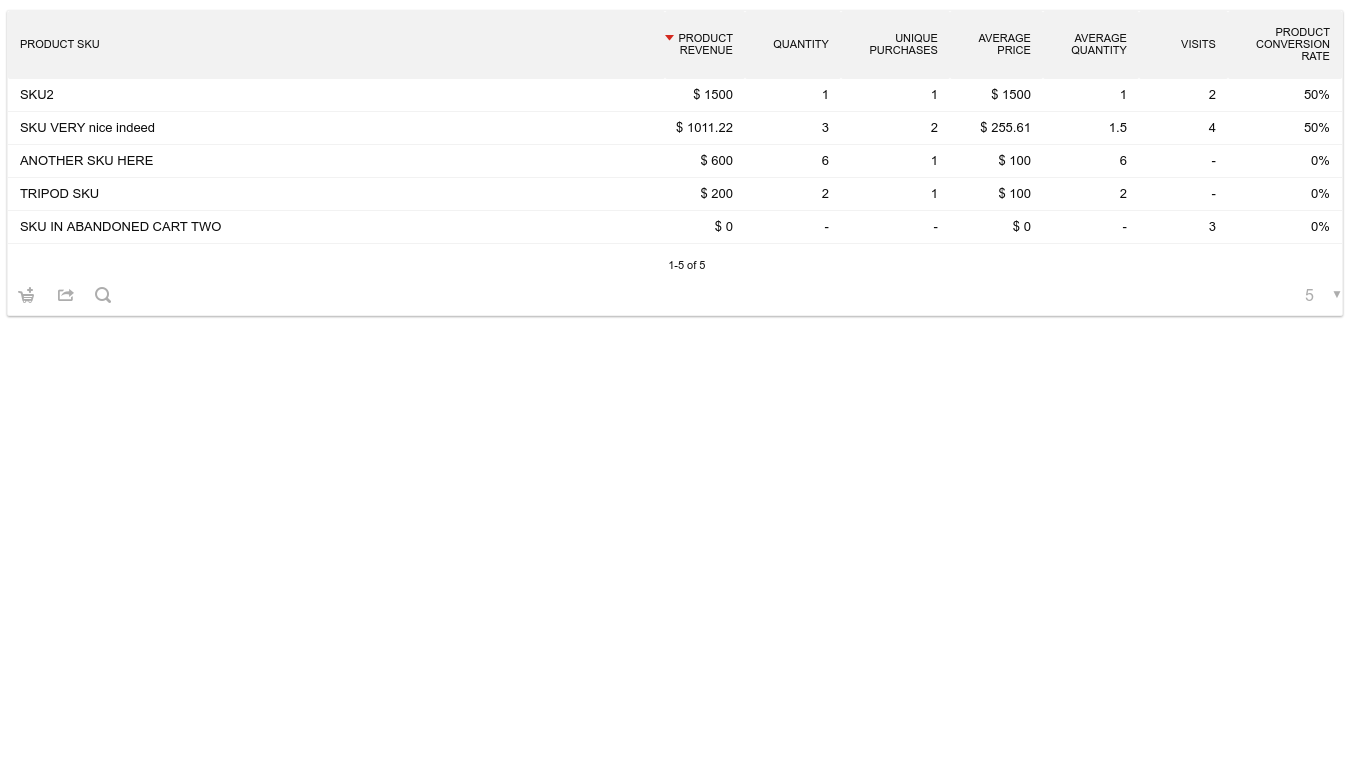 PRODUCT SKU PRODUCT REVENUE QUANTITY UNIQUE PURCHASES AVERAGE PRICE AVERAGE QUANTITY VISITS PRODUCT CONVERSION RATE
SKU2 $ 1500 1 1 $ 1500 1 2 50%
SKU VERY nice indeed $ 1011.22 3 2 $ 255.61 1.5 4 50%
ANOTHER SKU HERE $ 600 6 1 $ 100 6 - 0%
TRIPOD SKU $ 200 2 1 $ 100 2 - 0%
SKU IN ABANDONED CART TWO $ 0 - - $ 0 - 3 0%
1-5 of 5
5